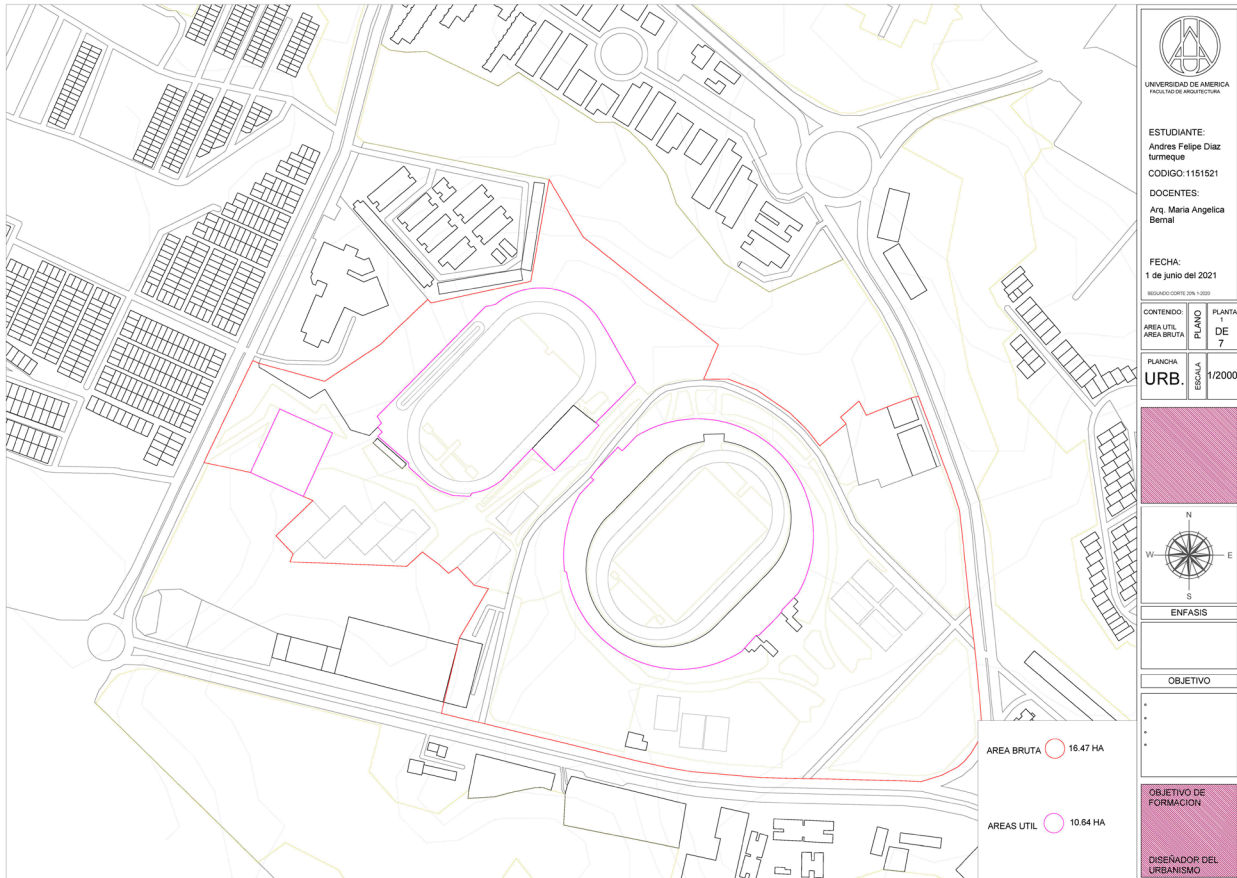 UNIVERSIDAD DE AMERICA
FACULTAD DE ARQUITECTURA
ESTUDIANTE:
Andres Felipe Diaz
turmeque
CODIGO:1151521
DOCENTES:
Arq. Maria Angelica
Bernal
FECHA:
1 de junio del 2021
SEGUNDO CORTE 20% 1-2020
CONTENIDO:
AREA UTIL
AREA BRUTA
PLANO
PLANTA
1
DE
7
PLANCHA
URB.
ESCALA
1/2000
N
W
E
S
ENFASIS
OBJETIVO
AREA BRUTA
16.47 HA
AREAS UTIL
10.64 HA
OBJETIVO DE
FORMACION
DISEÑADOR DEL
URBANISMO